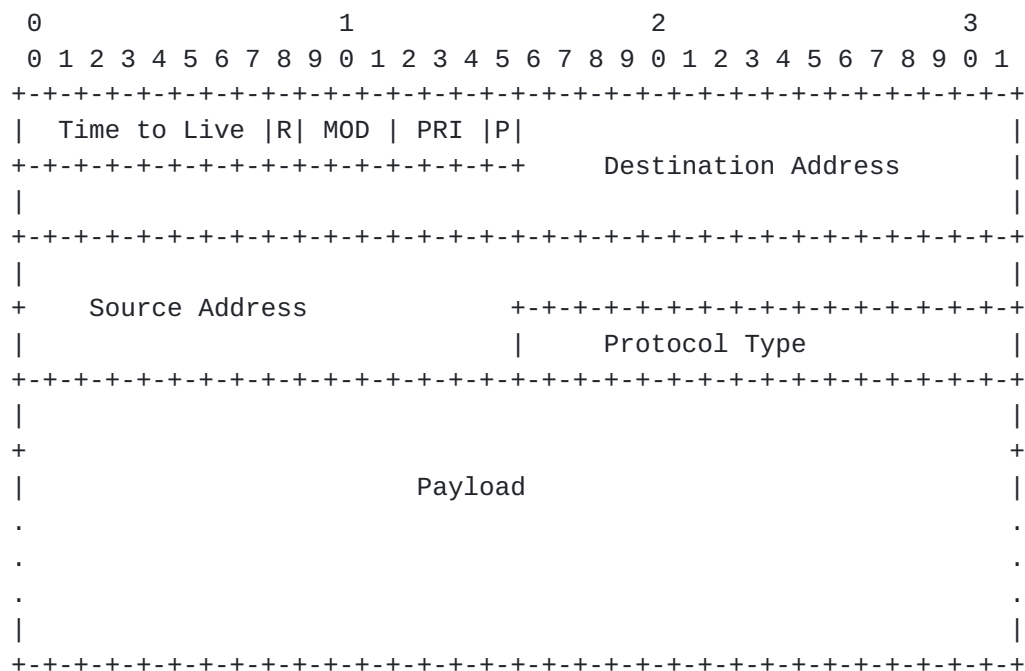 0                   1                   2                   3
 0 1 2 3 4 5 6 7 8 9 0 1 2 3 4 5 6 7 8 9 0 1 2 3 4 5 6 7 8 9 0 1
+-+-+-+-+-+-+-+-+-+-+-+-+-+-+-+-+-+-+-+-+-+-+-+-+-+-+-+-+-+-+-+-+
|  Time to Live |R| MOD | PRI |P|                               |
+-+-+-+-+-+-+-+-+-+-+-+-+-+-+-+-+     Destination Address       |
|                                                               |
+-+-+-+-+-+-+-+-+-+-+-+-+-+-+-+-+-+-+-+-+-+-+-+-+-+-+-+-+-+-+-+-+
|                                                               |
+    Source Address             +-+-+-+-+-+-+-+-+-+-+-+-+-+-+-+-+
|                               |     Protocol Type             |
+-+-+-+-+-+-+-+-+-+-+-+-+-+-+-+-+-+-+-+-+-+-+-+-+-+-+-+-+-+-+-+-+
|                                                               |
+                                                               +
|                         Payload                               |
.                                                               .
.                                                               .
.                                                               .
|                                                               |
+-+-+-+-+-+-+-+-+-+-+-+-+-+-+-+-+-+-+-+-+-+-+-+-+-+-+-+-+-+-+-+-+